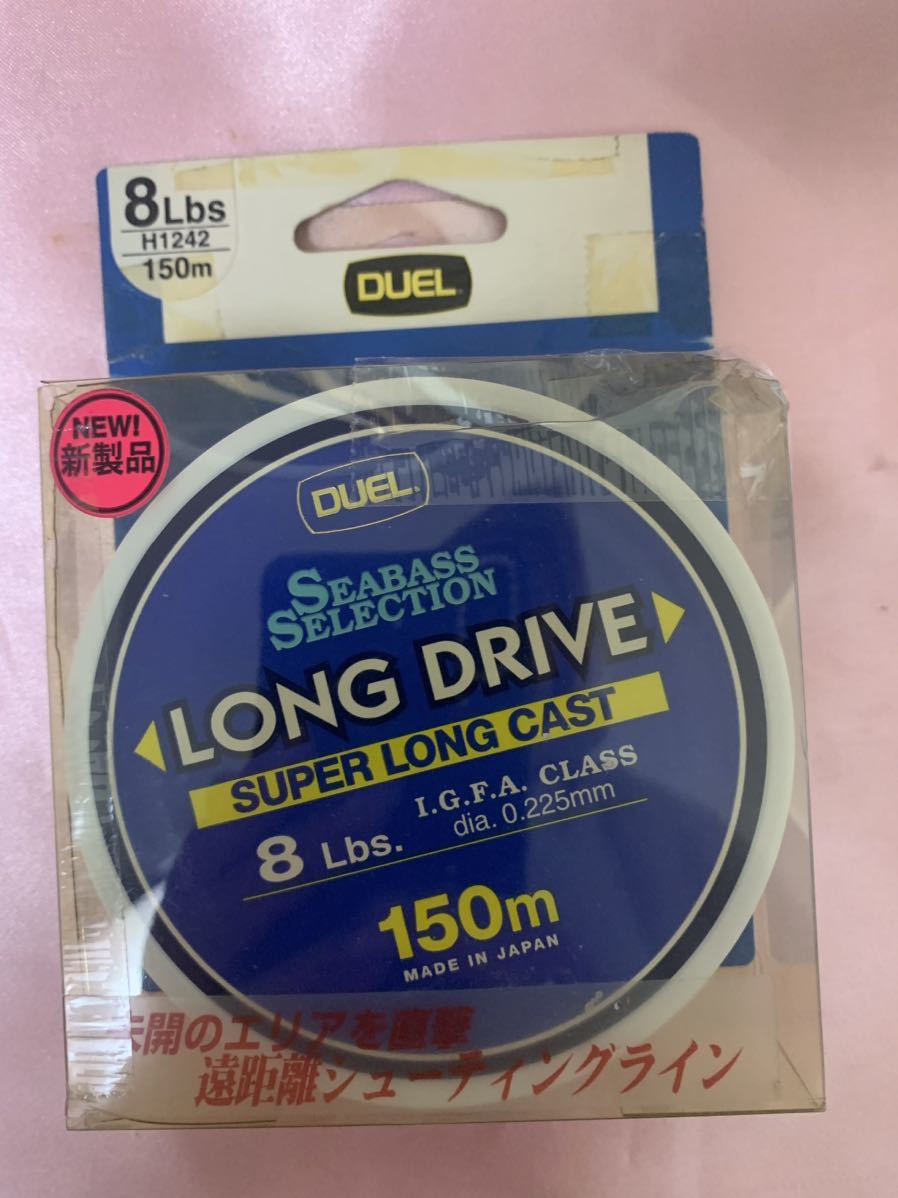 8Lbs
H1242
150m
DUEL
NEW!
新製品
DUEL
SEABASS
SELECTION
LONG DRIVE
SUPER LONG CAST
I.G.F.A. CLASS
8 Lbs.
dia. 0.225mm
150m
MADE IN JAPAN
未開のエリアを直撃
遠距離シューティングライン